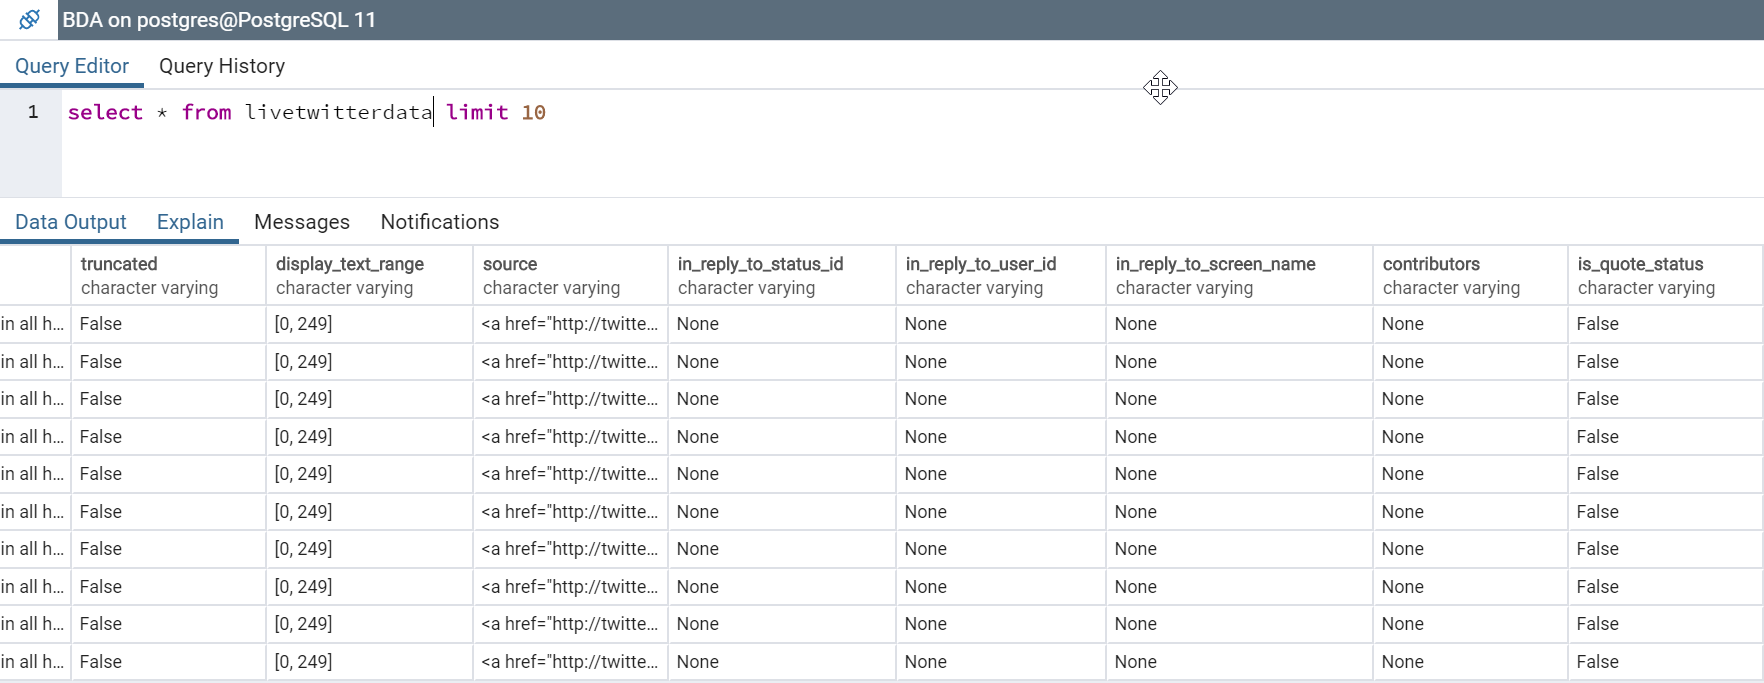 BDA on postgres@PostgreSQL 11
Query Editor Query History
1 select * from livetwitterdata limit 10
Data Output Explain Messages Notifications
truncated display_text_range source in_reply_to_status_id in_reply_to_user_id in_reply_to_screen_name contributors is_quote_status
character varying character varying character varying character varying character varying character varying character varying character varying
in all h... False [0, 249] <a href="http://twitte... None None None None False
in all h... False [0, 249] <a href="http://twitte... None None None None False
in all h... False [0, 249] <a href="http://twitte... None None None None False
in all h... False [0, 249] <a href="http://twitte... None None None None False
in all h... False [0, 249] <a href="http://twitte... None None None None False
in all h... False [0, 249] <a href="http://twitte... None None None None False
in all h... False [0, 249] <a href="http://twitte... None None None None False
in all h... False [0, 249] <a href="http://twitte... None None None None False
in all h... False [0, 249] <a href="http://twitte... None None None None False
in all h... False [0, 249] <a href="http://twitte... None None None None False